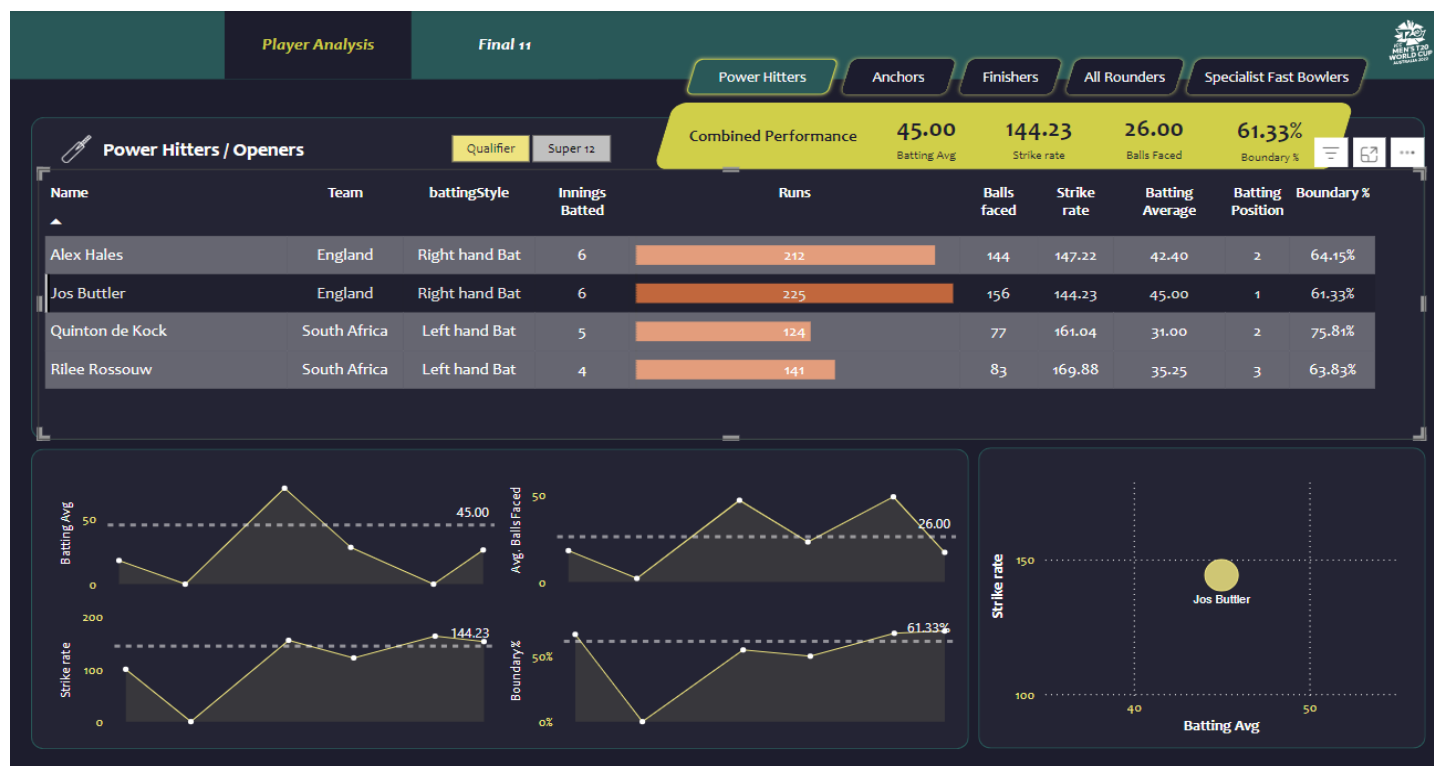 Player Analysis
Final 11
MEN'S T20
WORLD CUP
Power Hitters
Anchors
Finishers
All Rounders
Specialist Fast Bowlers
Combined Performance
45.00
Batting Avg
144.23
Strike rate
26.00
Balls Faced
61.33%
Boundary %
Power Hitters / Openers
Qualifier
Super 12
Name Team battingStyle Innings Batted Runs Balls faced Strike rate Batting Average Batting Position Boundary %
Alex Hales England Right hand Bat 6 212 144 147.22 42.40 2 64.15%
Jos Buttler England Right hand Bat 6 225 156 144.23 45.00 1 61.33%
Quinton de Kock South Africa Left hand Bat 5 124 77 161.04 31.00 2 75.81%
Rilee Rossouw South Africa Left hand Bat 4 141 83 169.88 35.25 3 63.83%
Batting Avg
50
0
45.00
Avg. Balls Faced
50
0
26.00
Strike rate
200
100
0
144.23
Boundary%
50%
0%
61.33%
Strike rate
150
100
Jos Buttler
40
50
Batting Avg